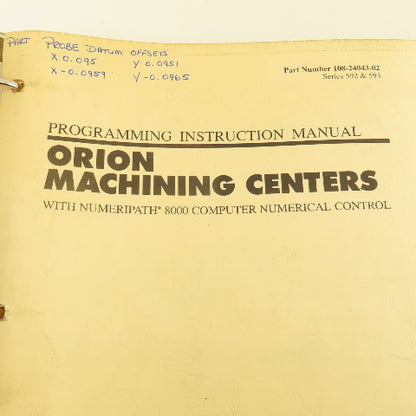 PART PROBE DATUM OFFSETS
X 0.095 Y 0.0951
X -0.0959 Y -0.0965
Part Number 108-24043-02
Series 592 & 593
PROGRAMMING INSTRUCTION MANUAL
ORION
MACHINING CENTERS
WITH NUMERIPATH® 8000 COMPUTER NUMERICAL CONTROL